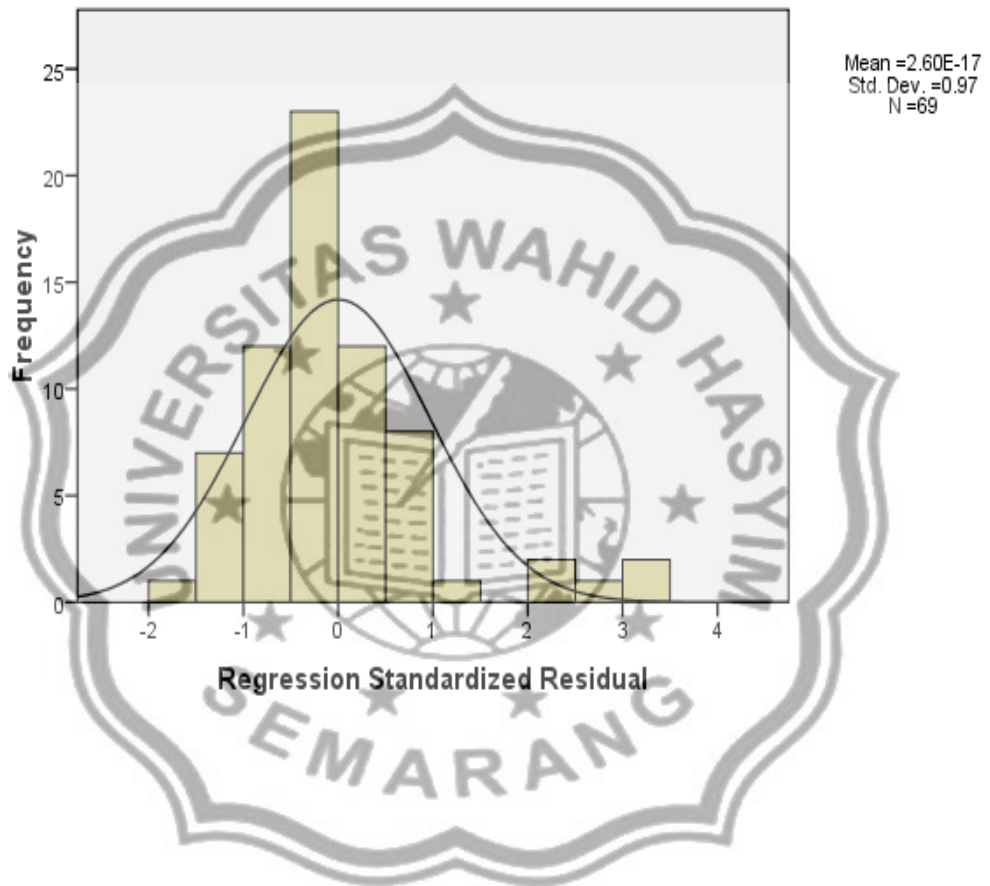 Mean =2.60E-17
Std. Dev. =0.97
N =69
Frequency
25
20
15
10
5
0
-2 -1 0 1 2 3 4
Regression Standardized Residual
UNIVERSITAS WAHID HASYIM
SEMARANG